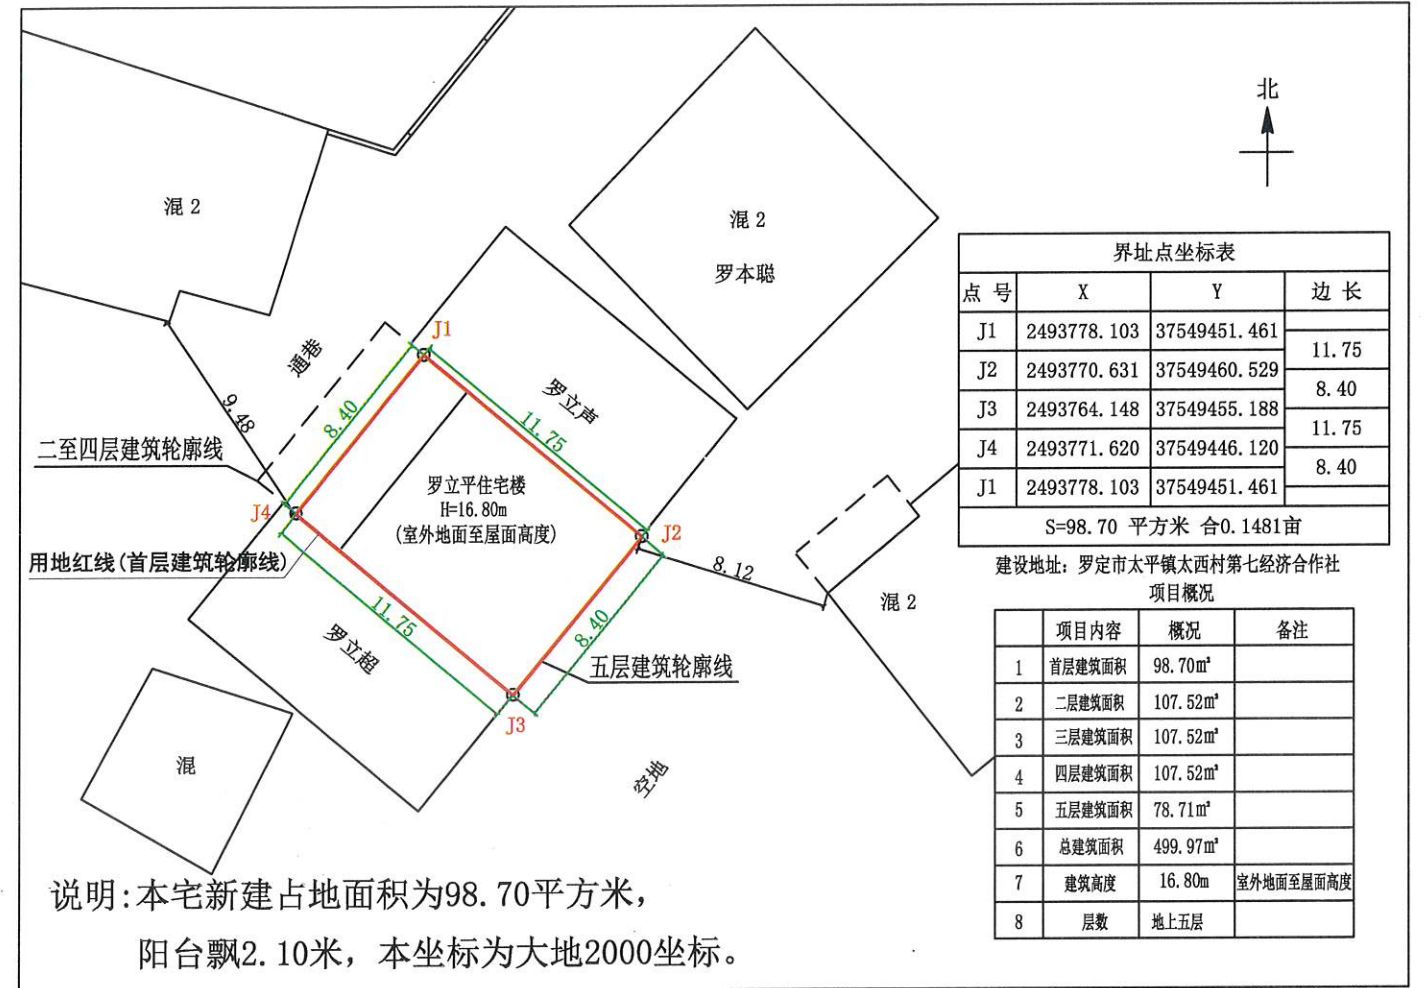 北
混 2
混 2
罗本聪
J1
通巷
罗立声
8.40
11.75
9.48
二至四层建筑轮廓线
罗立平住宅楼
H=16.80m
(室外地面至屋面高度)
J4
J2
用地红线(首层建筑轮廓线)
8.12
混 2
11.75
8.40
罗立超
五层建筑轮廓线
J3
混
空地
界址点坐标表
点 号 X Y 边 长
J1 2493778.103 37549451.461
11.75
J2 2493770.631 37549460.529
8.40
J3 2493764.148 37549455.188
11.75
J4 2493771.620 37549446.120
8.40
J1 2493778.103 37549451.461
S=98.70 平方米 合0.1481亩
建设地址: 罗定市太平镇太西村第七经济合作社
项目概况
项目内容 概况 备注
1 首层建筑面积 98.70m²
2 二层建筑面积 107.52m²
3 三层建筑面积 107.52m²
4 四层建筑面积 107.52m²
5 五层建筑面积 78.71m²
6 总建筑面积 499.97m²
7 建筑高度 16.80m 室外地面至屋面高度
8 层数 地上五层
说明:本宅新建占地面积为98.70平方米，
阳台飘2.10米，本坐标为大地2000坐标。